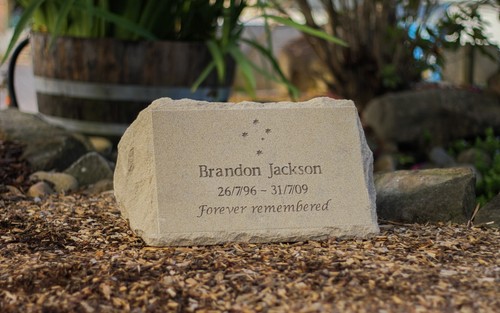 Brandon Jackson
26/7/96 - 31/7/09
Forever remembered